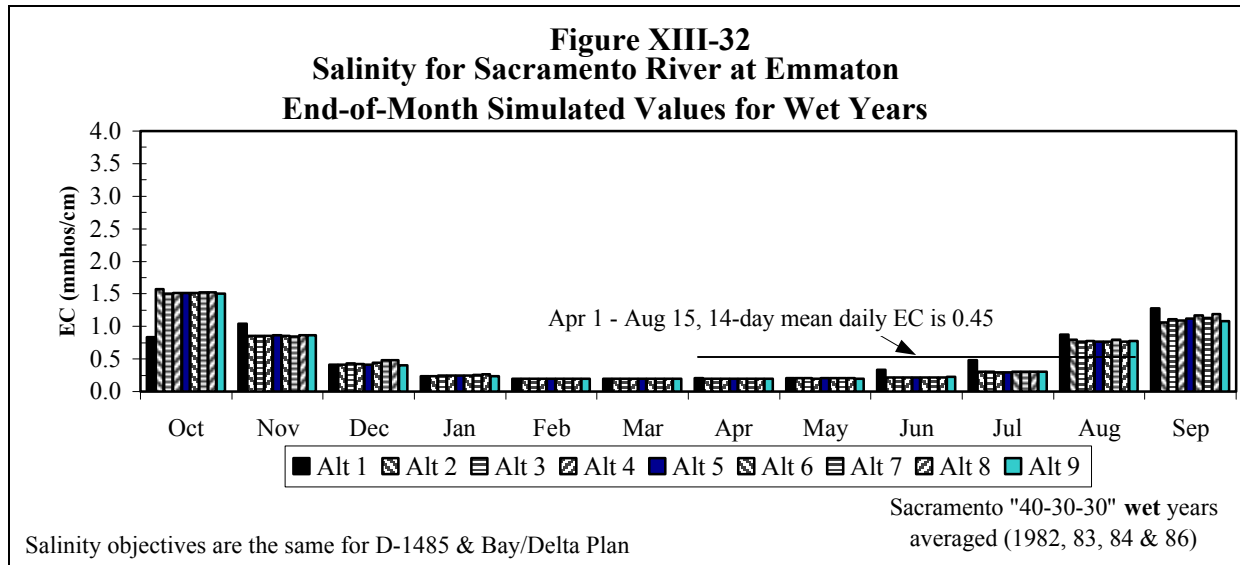 Figure XIII-32
Salinity for Sacramento River at Emmaton
End-of-Month Simulated Values for Wet Years
EC (mmhos/cm)
4.0
3.5
3.0
2.5
2.0
1.5
1.0
0.5
0.0
Apr 1 - Aug 15, 14-day mean daily EC is 0.45
Oct Nov Dec Jan Feb Mar Apr May Jun Jul Aug Sep
Alt 1 Alt 2 Alt 3 Alt 4 Alt 5 Alt 6 Alt 7 Alt 8 Alt 9
Sacramento "40-30-30" wet years
averaged (1982, 83, 84 & 86)
Salinity objectives are the same for D-1485 & Bay/Delta Plan